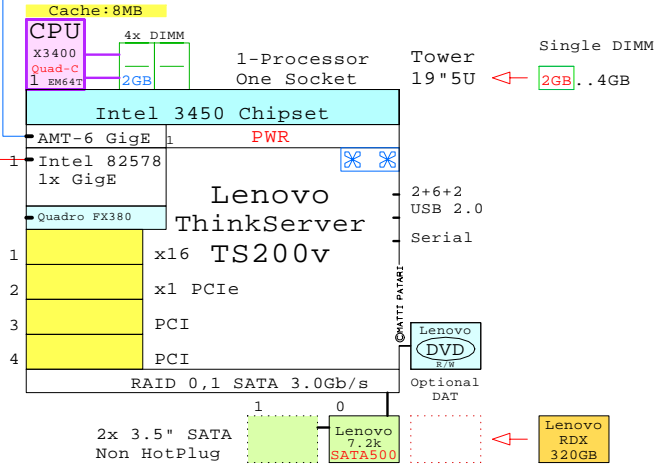 Cache:8MB
CPU
X3400
Quad-C
1 EM64T
4x DIMM
2GB
1-Processor
One Socket
Tower
19"5U
Single DIMM
2GB..4GB
Intel 3450 Chipset
AMT-6 GigE
1
PWR
1
Intel 82578
1x GigE
Quadro FX380
Lenovo
ThinkServer
TS200v
2+6+2
USB 2.0
Serial
1
x16
2
x1 PCIe
3
PCI
4
PCI
©MATTI PATARI
Lenovo
DVD
R/W
Optional
DAT
RAID 0,1 SATA 3.0Gb/s
1
0
2x 3.5" SATA
Non HotPlug
Lenovo
7.2k
SATA500
Lenovo
RDX
320GB